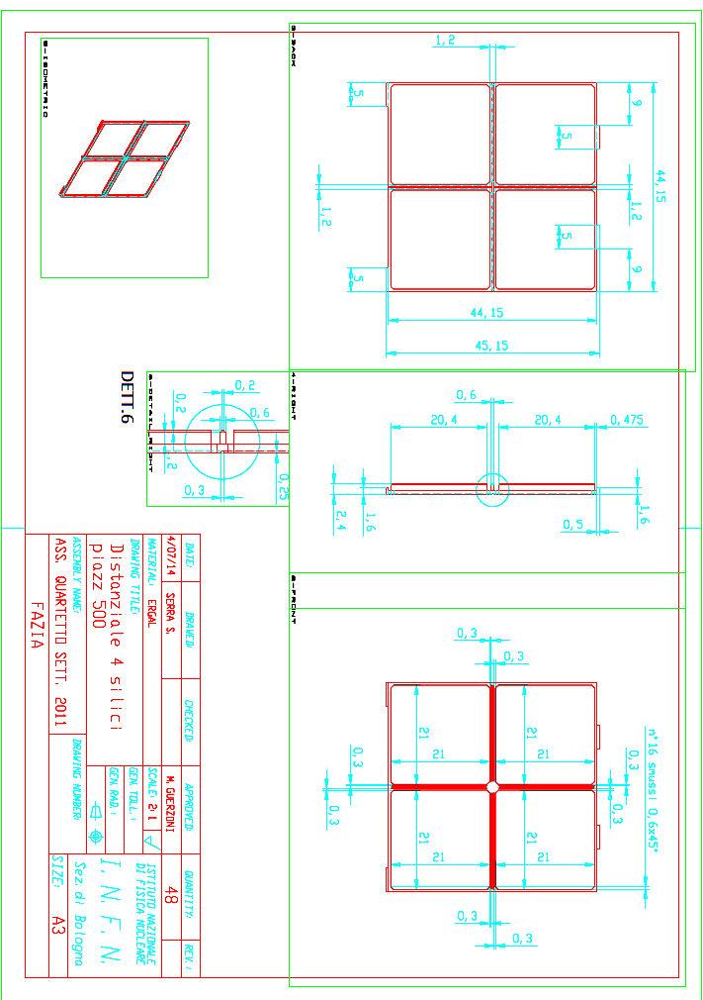 5-BACK
1,2
5
9
5
44,15
1,2
1,2
5
5
9
44,15
45,15
6-ISOMETRIC
DETT.6
0,2
0,2
0,6
0,3
0,25
4-RIGHT
0,6
20,4
20,4
0,475
2,4
1,6
0,5
1,6
0,3
0,3
21
21
21
21
0,3
0,3
0,3
0,3
n°16 smussi 0,6x45°
21
21
21
21
0,3
0,3
DATE:
DRAWED:
CHECKED:
APPROVED:
QUANTITY:
REV.:
4/07/14
SERRA S.
M. GUERZONI
48
MATERIAL: ERGAL
SCALE: 2:1
ISTITUTO NAZIONALE
DI FISICA NUCLEARE
DRAWING TITLE:
GEN. TOLL.:
Distanziale 4 silici
piazz 500
GEN. RAD.:
I. N. F. N.
Sez. di Bologna
ASSEMBLY NAME:
ASS. QUARTETTO SETT. 2011
FAZIA
DRAWING NUMBER:
SIZE: A3